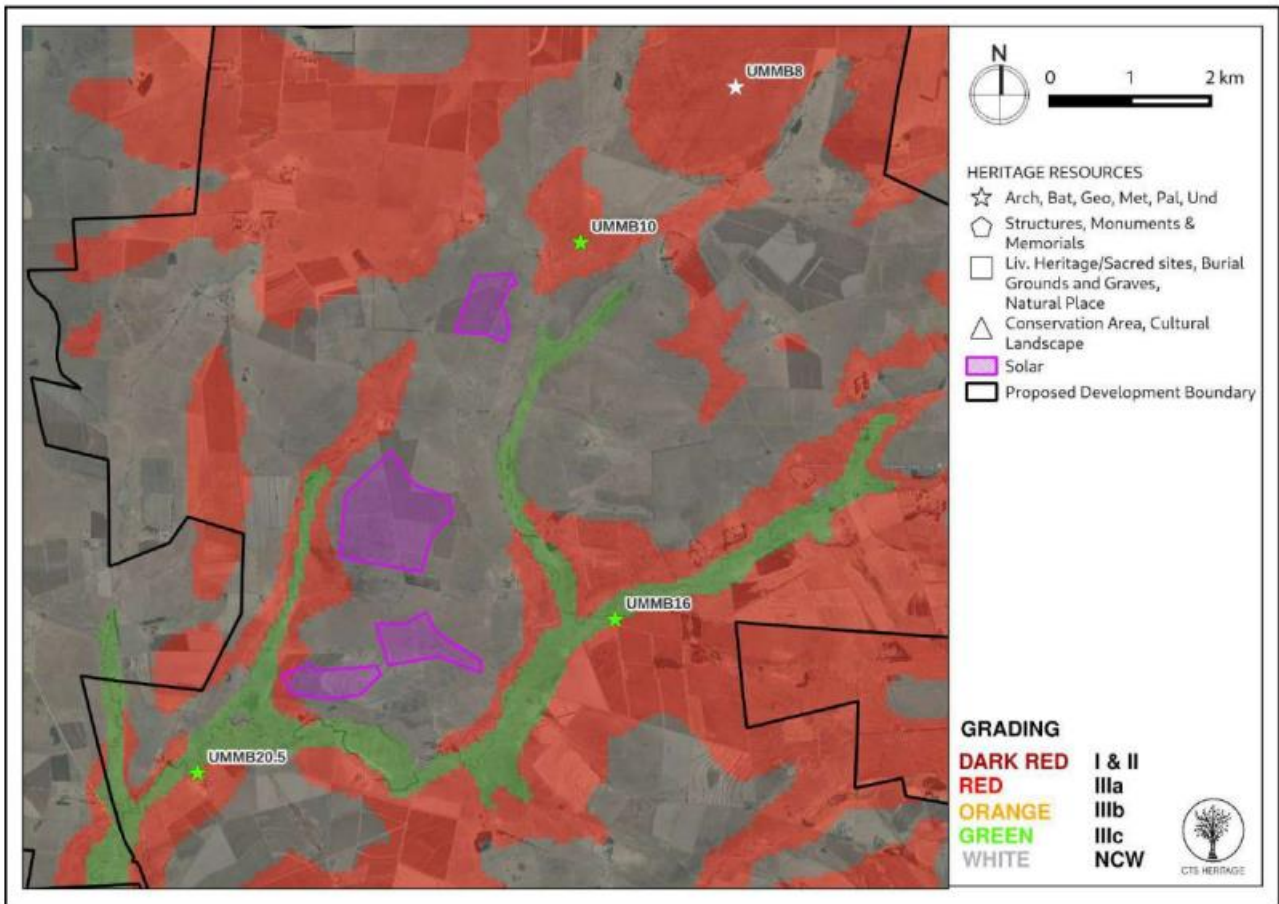 UMMB8
UMMB10
UMMB16
UMMB20.5
N
0 1 2 km
HERITAGE RESOURCES
Arch, Bat, Geo, Met, Pal, Und
Structures, Monuments &
Memorials
Liv. Heritage/Sacred sites, Burial
Grounds and Graves,
Natural Place
Conservation Area, Cultural
Landscape
Solar
Proposed Development Boundary
GRADING
DARK RED I & II
RED IIIa
ORANGE IIIb
GREEN IIIc
WHITE NCW
CTS HERITAGE